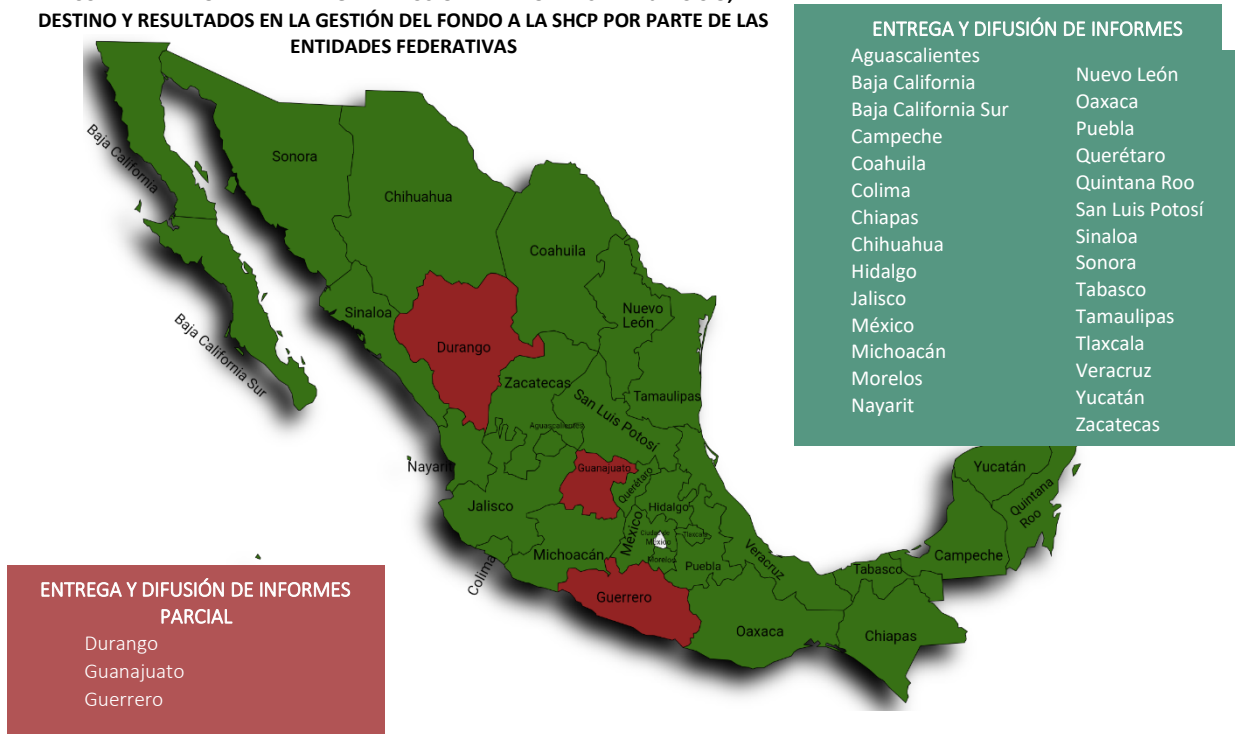 DESTINO Y RESULTADOS EN LA GESTIÓN DEL FONDO A LA SHCP POR PARTE DE LAS
ENTIDADES FEDERATIVAS
ENTREGA Y DIFUSIÓN DE INFORMES
Aguascalientes
Baja California
Baja California Sur
Campeche
Coahuila
Colima
Chiapas
Chihuahua
Hidalgo
Jalisco
México
Michoacán
Morelos
Nayarit
Nuevo León
Oaxaca
Puebla
Querétaro
Quintana Roo
San Luis Potosí
Sinaloa
Sonora
Tabasco
Tamaulipas
Tlaxcala
Veracruz
Yucatán
Zacatecas
Baja California
Sonora
Chihuahua
Coahuila
Baja California Sur
Sinaloa
Nuevo
León
Durango
Zacatecas
Tamaulipas
San Luis Potosí
Aguascalientes
Nayarit
Guanajuato
Querétaro
Yucatán
Quintana
Roo
Jalisco
Hidalgo
México
Ciudad de
México
Tlaxcala
Michoacán
Morelos
Puebla
Veracruz
Campeche
Tabasco
Colima
Guerrero
Oaxaca
Chiapas
ENTREGA Y DIFUSIÓN DE INFORMES
PARCIAL
Durango
Guanajuato
Guerrero